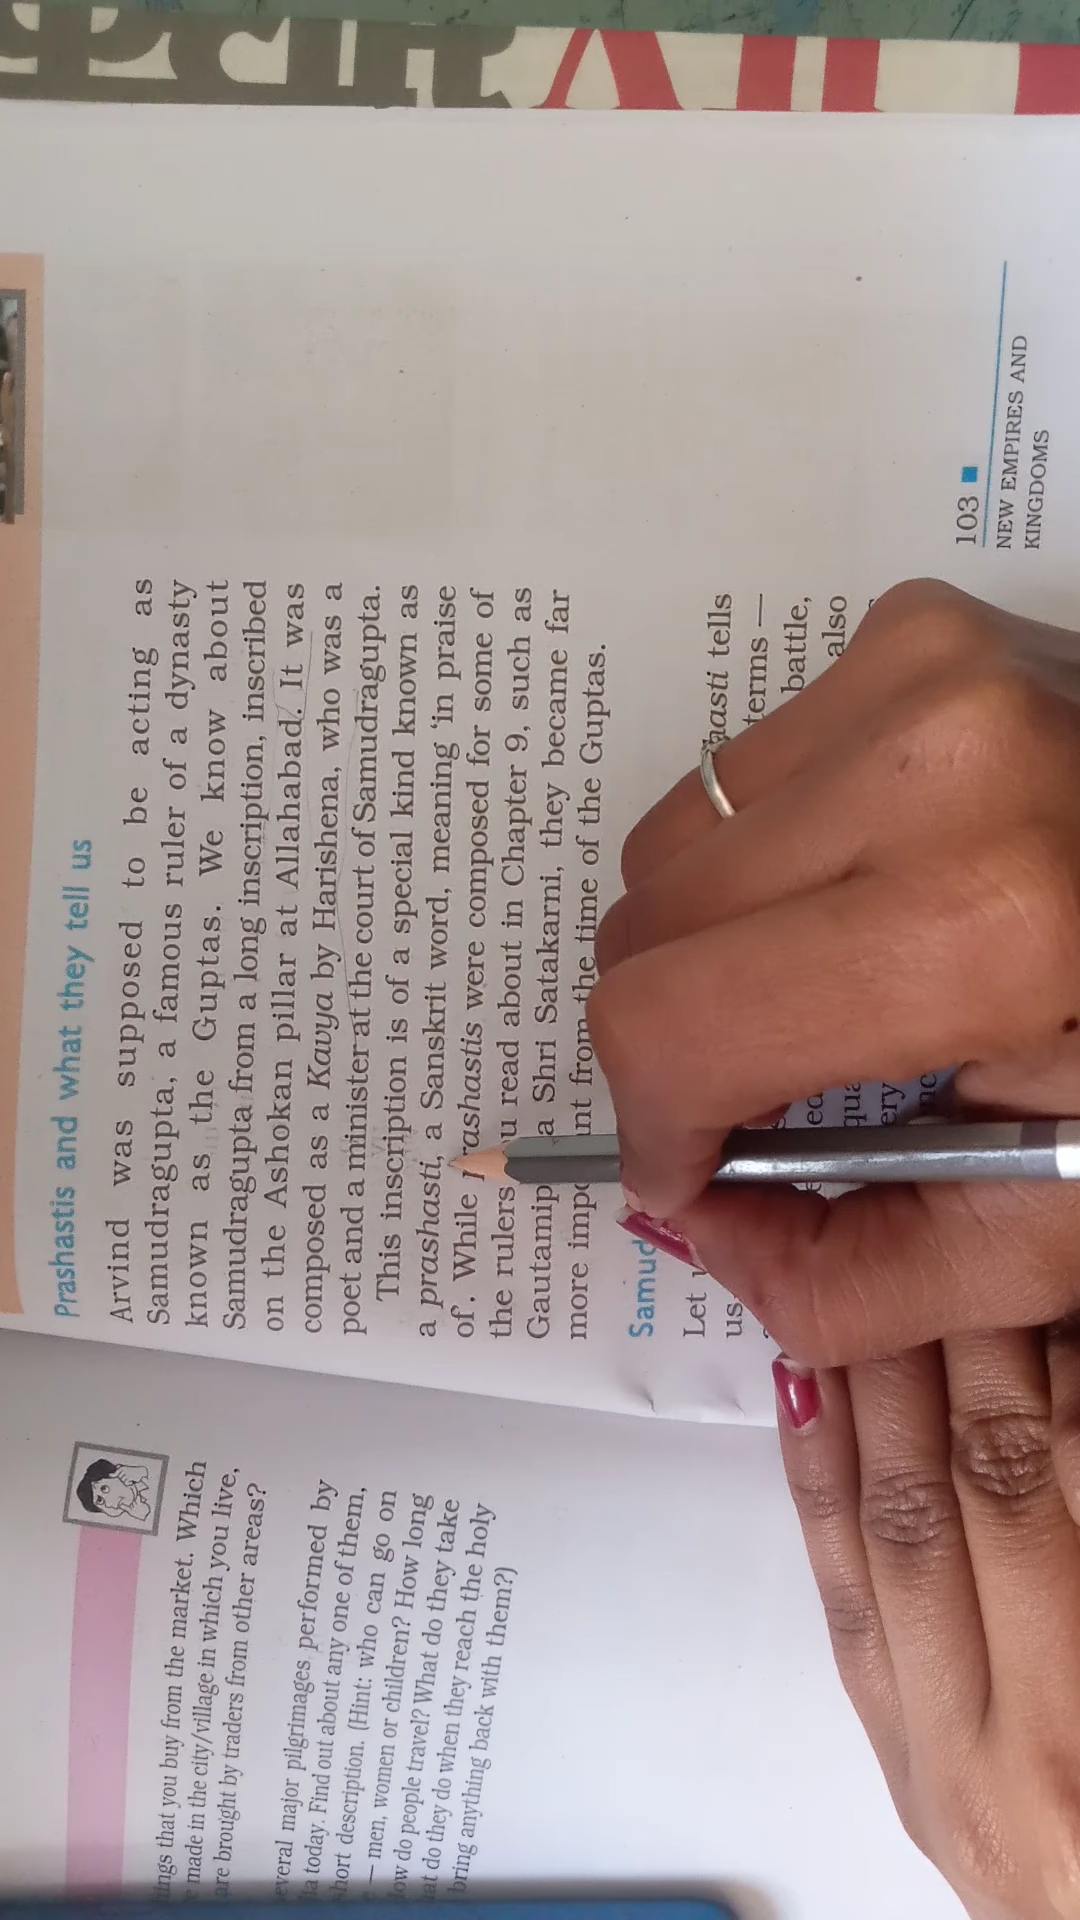 things that you buy from the market. Which
made in the city/village in which you live,
are brought by traders from other areas?
several major pilgrimages performed by
today. Find out about any one of them,
short description. (Hint: who can go on
— men, women or children? How long
do people travel? What do they take
do they do when they reach the holy
bring anything back with them?)
Prashastis and what they tell us
Arvind was supposed to be acting as
Samudragupta, a famous ruler of a dynasty
known as the Guptas. We know about
Samudragupta from a long inscription, inscribed
on the Ashokan pillar at Allahabad. It was
composed as a Kavya by Harishena, who was a
poet and a minister at the court of Samudragupta.
This inscription is of a special kind known as
a prashasti, a Sanskrit word, meaning ‘in praise
of’. While prashastis were composed for some of
the rulers you read about in Chapter 9, such as
Gautamiputra Shri Satakarni, they became far
more important from the time of the Guptas.
Let tells
us terms —
battle,
also
103
NEW EMPIRES AND
KINGDOMS